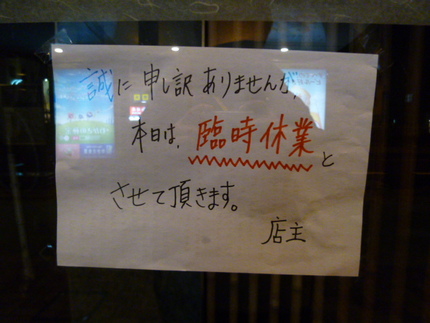 誠に申し訳ありませんが、
本日は、臨時休業と
させて頂きます。
店主